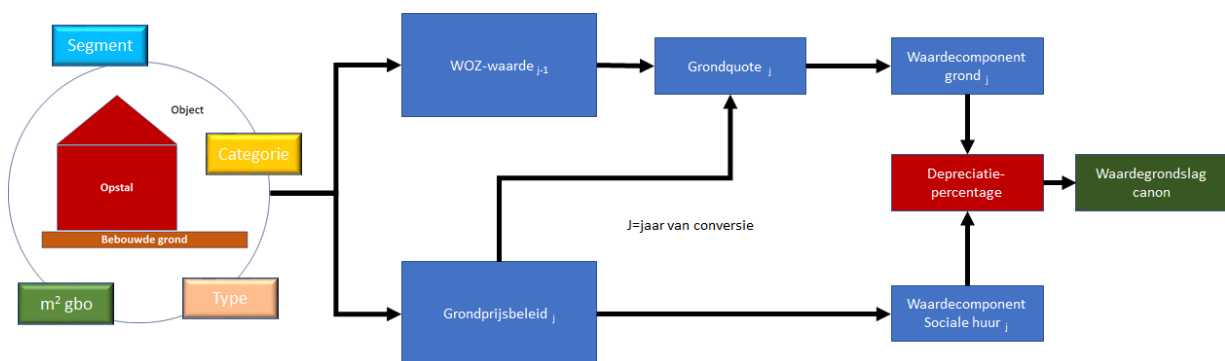 Segment
Object
Categorie
Opstal
Bebouwde grond
m² gbo
Type
WOZ-waarde j-1
Grondquote j
Waardecomponent
grond j
Depreciatie-
percentage
Waardegrondslag
canon
J=jaar van conversie
Grondprijsbeleid j
Waardecomponent
Sociale huur j